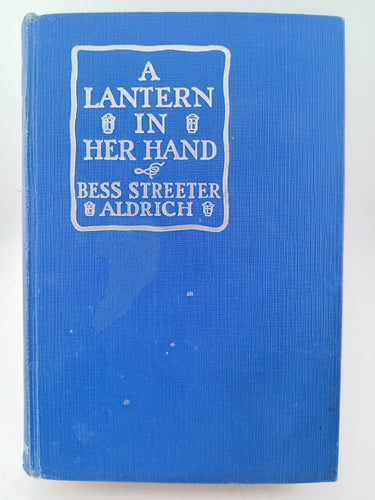 A
LANTERN
IN
HER HAND
BESS STREETER
ALDRICH